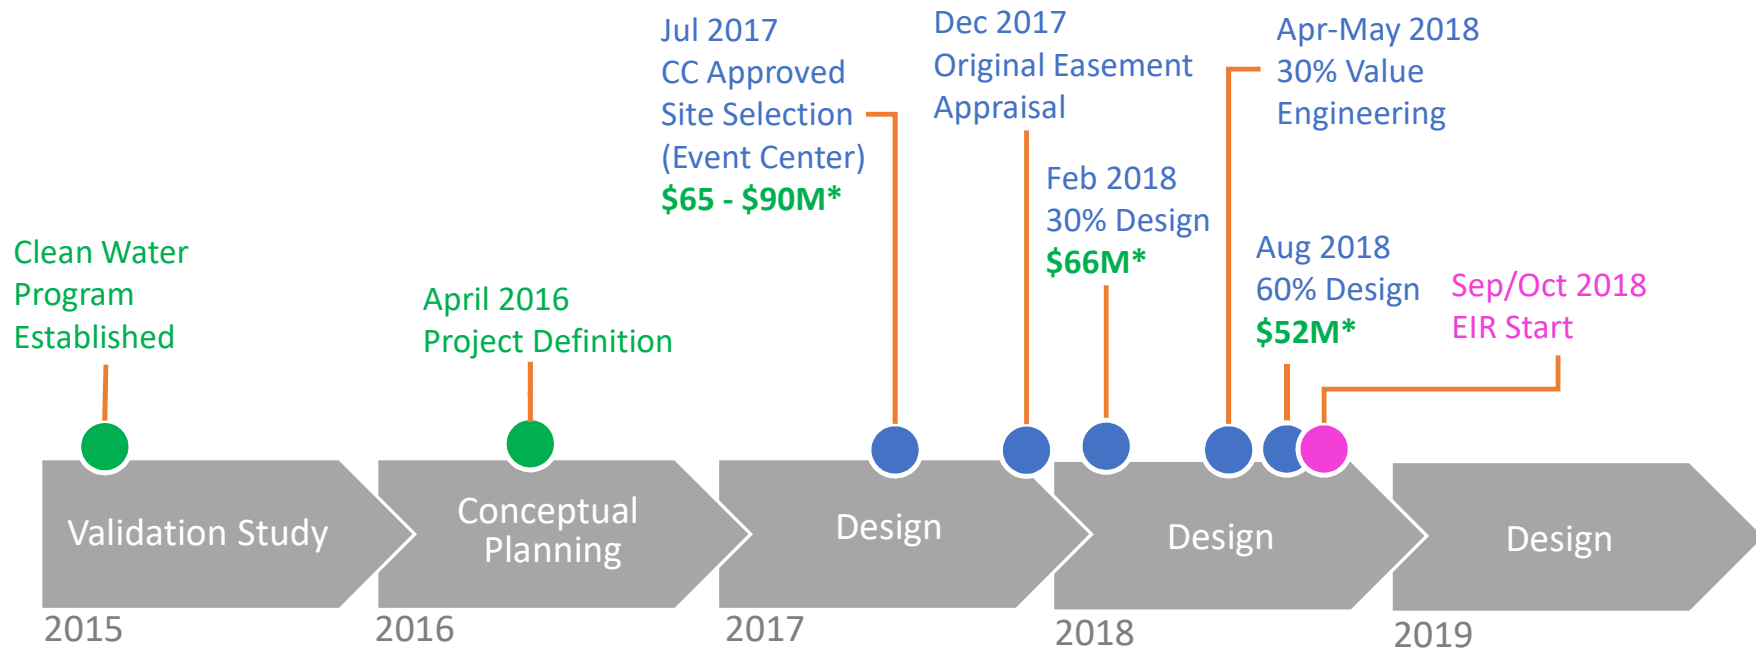 Jul 2017
CC Approved
Site Selection
(Event Center)
$65 - $90M*
Dec 2017
Original Easement
Appraisal
Apr-May 2018
30% Value
Engineering
Feb 2018
30% Design
$66M*
Clean Water
Program
Established
April 2016
Project Definition
Aug 2018
60% Design
$52M*
Sep/Oct 2018
EIR Start
Validation Study
Conceptual
Planning
Design
Design
Design
2015
2016
2017
2018
2019